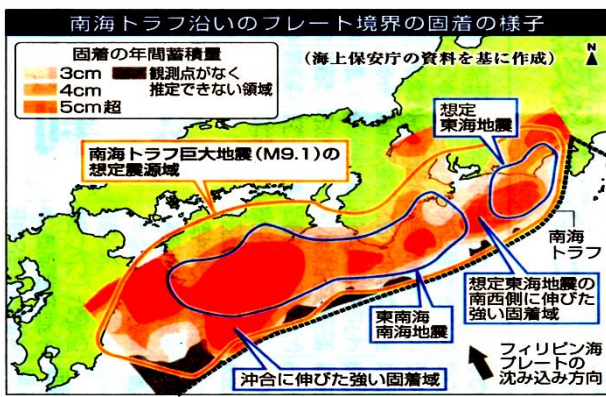 南海トラフ沿いのプレート境界の固着の様子
固着の年間蓄積量
3cm
4cm
5cm超
観測点がなく
推定できない領域
(海上保安庁の資料を基に作成)
N
想定
東海地震
南海トラフ巨大地震(M9.1)の
想定震源域
南海
トラフ
想定東海地震の
南西側に伸びた
強い固着域
東南海
南海地震
沖合に伸びた強い固着域
フィリピン海
プレートの
沈み込み方向